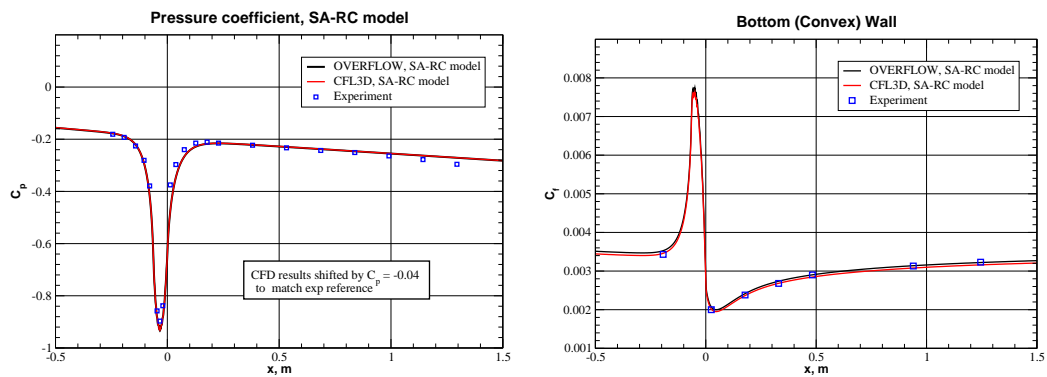 Pressure coefficient, SA-RC model
OVERFLOW, SA-RC model
CFL3D, SA-RC model
Experiment
0
-0.2
-0.4
-0.6
-0.8
-1
Cp
CFD results shifted by Cp = -0.04
to match exp reference
-0.5
0
0.5
1
1.5
x, m
Bottom (Convex) Wall
OVERFLOW, SA-RC model
CFL3D, SA-RC model
Experiment
0.008
0.007
0.006
0.005
0.004
0.003
0.002
0.001
Cf
-0.5
0
0.5
1
1.5
x, m